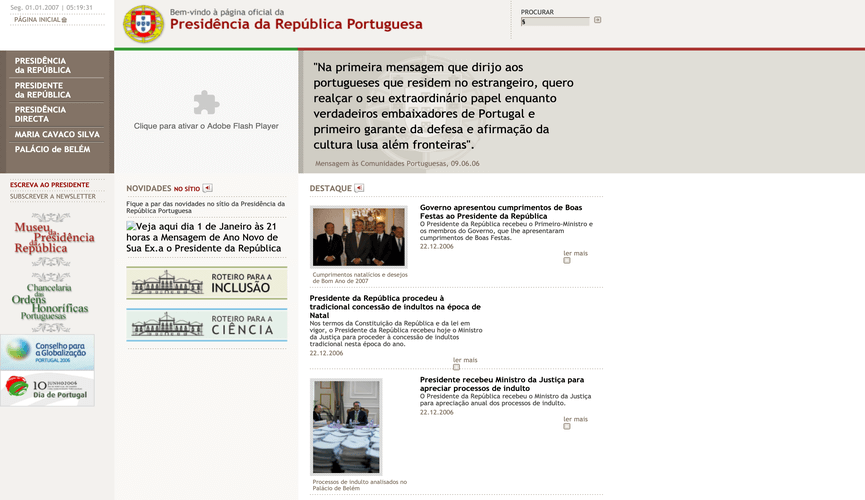 Seg. 01.01.2007 | 05:19:31
PÁGINA INICIAL
Bem-vindo à página oficial da
Presidência da República Portuguesa
PROCURAR
s
PRESIDÊNCIA
da REPÚBLICA
PRESIDENTE
da REPÚBLICA
PRESIDÊNCIA
DIRECTA
MARIA CAVACO SILVA
PALÁCIO de BELÉM
Clique para ativar o Adobe Flash Player
"Na primeira mensagem que dirijo aos
portugueses que residem no estrangeiro, quero
realçar o seu extraordinário papel enquanto
verdadeiros embaixadores de Portugal e
primeiro garante da defesa e afirmação da
cultura lusa além fronteiras".
Mensagem às Comunidades Portuguesas, 09.06.06
ESCREVA AO PRESIDENTE
SUBSCREVER A NEWSLETTER
Museu
da Presidência
da República
Chancelaria
das
Ordens
Honoríficas
Portuguesas
Conselho para
a Globalização
PORTUGAL 2006
10 JUNHO2006
Dia de Portugal
NOVIDADES NO SÍTIO
Fique a par das novidades no sítio da Presidência da
República Portuguesa
Veja aqui dia 1 de Janeiro às 21
horas a Mensagem de Ano Novo de
Sua Ex.a o Presidente da República
ROTEIRO PARA A
INCLUSÃO
ROTEIRO PARA A
CIÊNCIA
DESTAQUE
Governo apresentou cumprimentos de Boas
Festas ao Presidente da República
O Presidente da República recebeu o Primeiro-Ministro e
os membros do Governo, que lhe apresentaram
cumprimentos de Boas Festas.
22.12.2006
ler mais
Cumprimentos natalícios e desejos
de Bom Ano de 2007
Presidente da República procedeu à
tradicional concessão de indultos na época de
Natal
Nos termos da Constituição da República e da lei em
vigor, o Presidente da República recebeu hoje o Ministro
da Justiça para proceder à concessão de indultos
tradicional nesta época do ano.
22.12.2006
ler mais
Presidente recebeu Ministro da Justiça para
apreciar processos de indulto
O Presidente da República recebeu o Ministro da Justiça
para apreciação anual dos processos de indulto.
22.12.2006
ler mais
Processos de indulto analisados no
Palácio de Belém